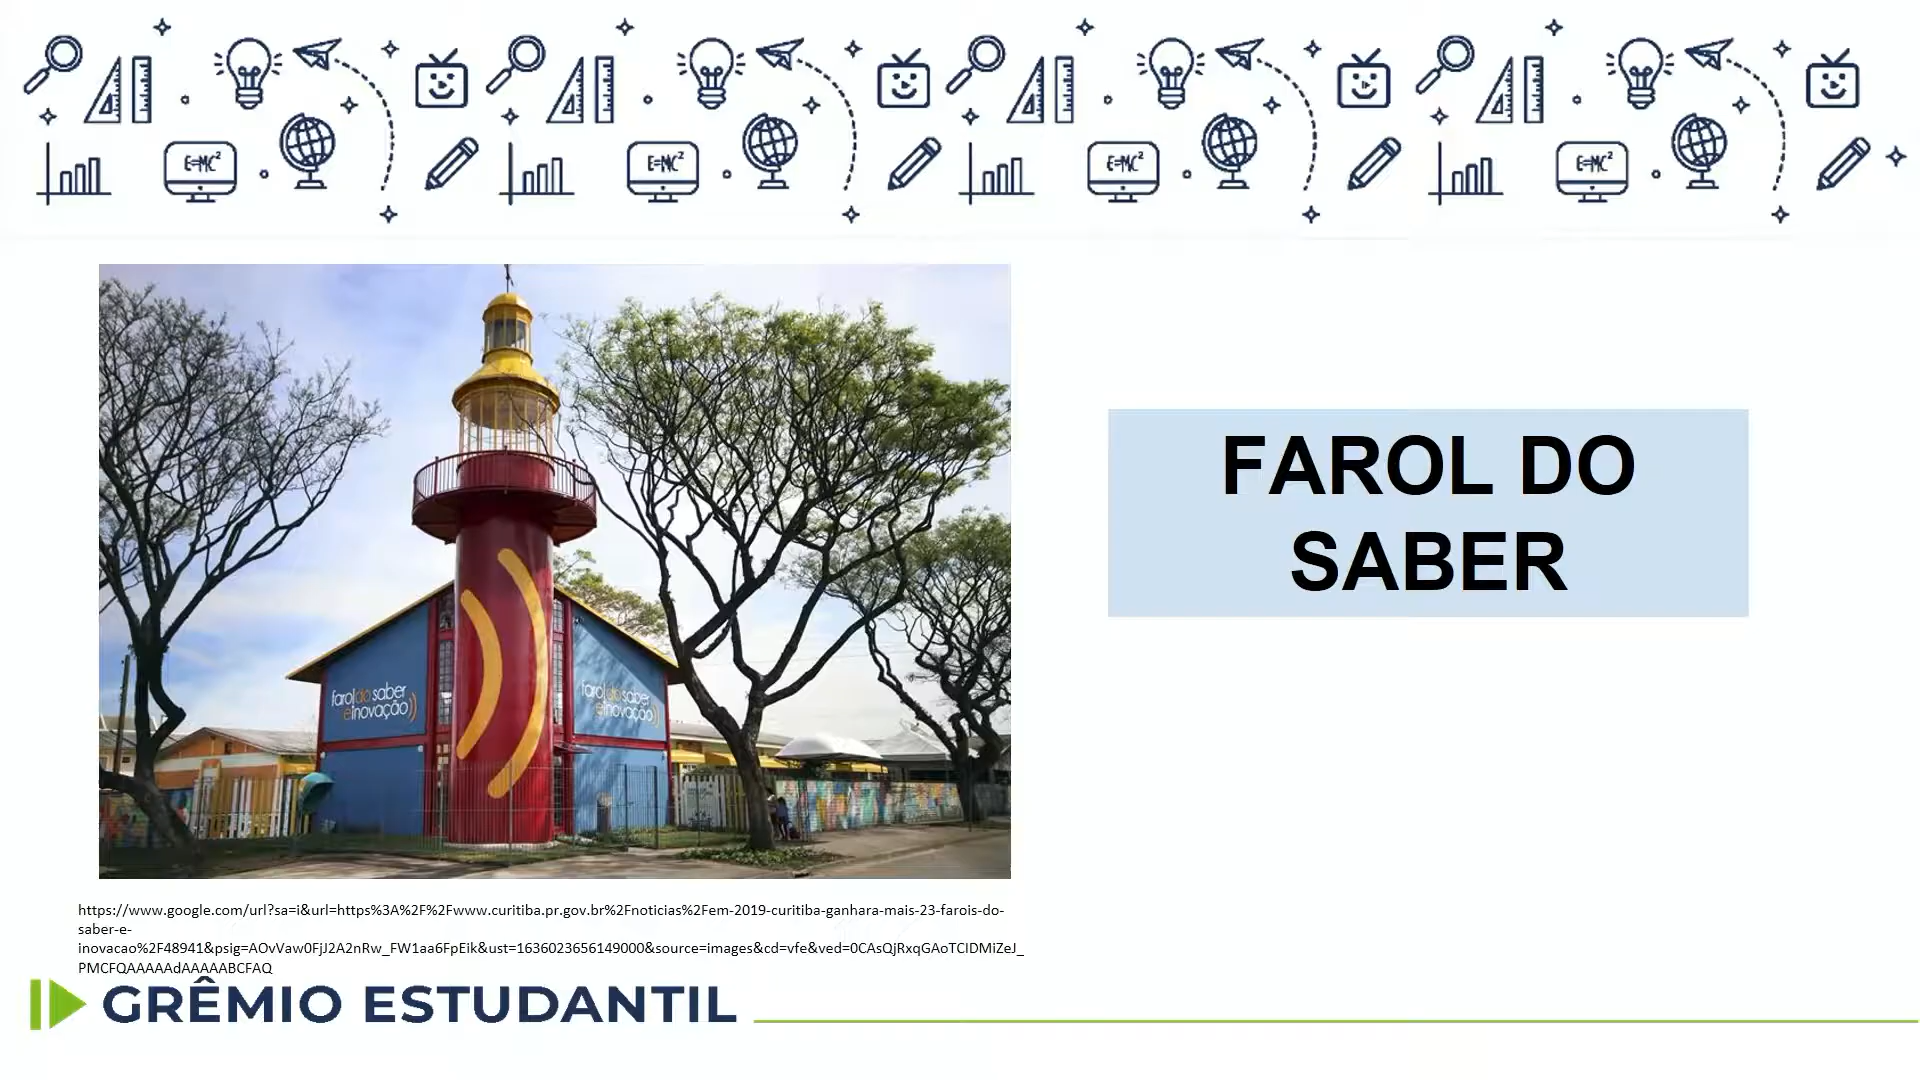 E=MC²
E=MC²
E=MC²
E=MC²
farol do saber
e inovação
farol do saber
e inovação
FAROL DO
SABER
https://www.google.com/url?sa=i&url=https%3A%2F%2Fwww.curitiba.pr.gov.br%2Fnoticias%2Fem-2019-curitiba-ganhara-mais-23-farois-do-
saber-e-
inovacao%2F48941&psig=AOvVaw0FjJ2A2nRw_FW1aa6FpEik&ust=1636023656149000&source=images&cd=vfe&ved=0CAsQjRxqGAoTCIDMiZeJ_
PMCFQAAAAAdAAAAABCFAQ
GRÊMIO ESTUDANTIL